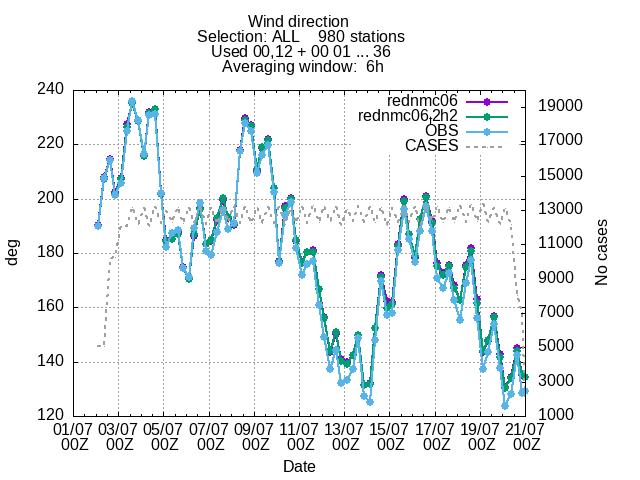 Wind direction
Selection: ALL    980 stations
Used 00,12 + 00 01 ... 36
Averaging window:  6h
rednmc06
rednmc06,2h2
OBS
CASES
240
220
200
180
160
140
120
deg
19000
17000
15000
13000
11000
9000
7000
5000
3000
1000
No cases
01/07 03/07 05/07 07/07 09/07 11/07 13/07 15/07 17/07 19/07 21/07
00Z 00Z 00Z 00Z 00Z 00Z 00Z 00Z 00Z 00Z 00Z
Date